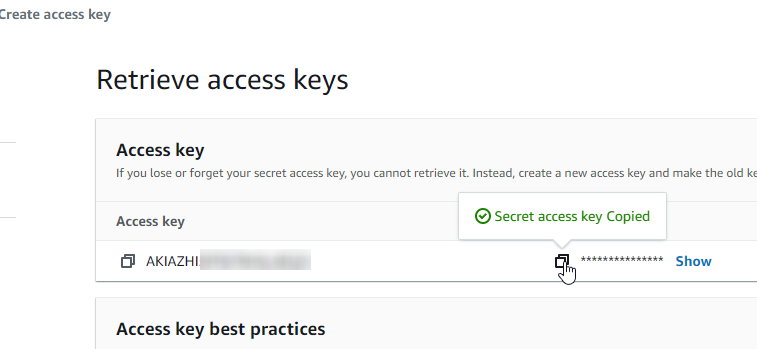 Create access key
Retrieve access keys
Access key
If you lose or forget your secret access key, you cannot retrieve it. Instead, create a new access key and make the old ke
Secret access key Copied
Access key
AKIAZHI
*************** Show
Access key best practices